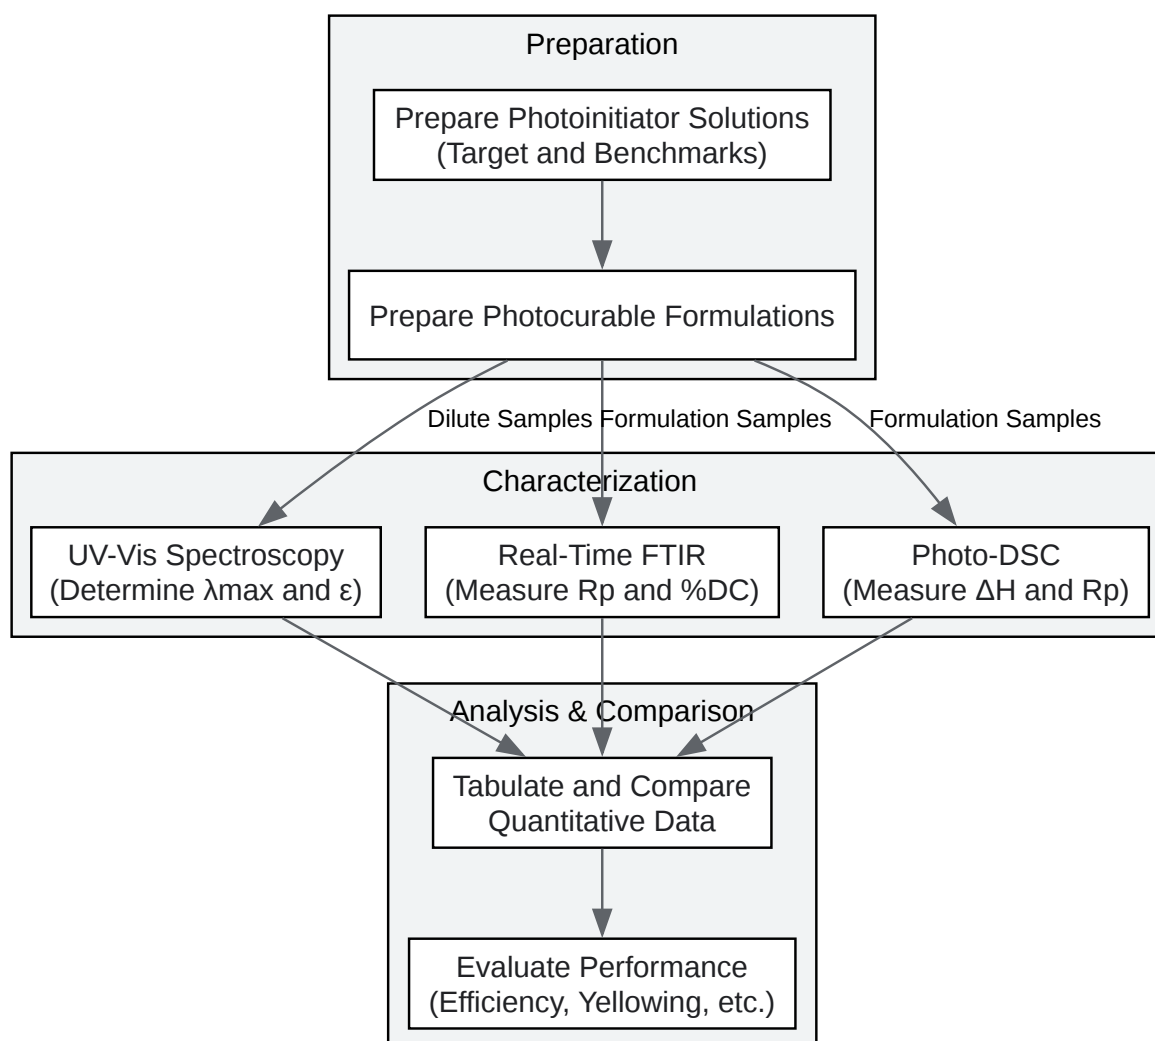 Preparation
Prepare Photoinitiator Solutions
(Target and Benchmarks)
Prepare Photocurable Formulations
Dilute Samples
Formulation Samples
Formulation Samples
Characterization
UV-Vis Spectroscopy
(Determine λmax and ε)
Real-Time FTIR
(Measure Rp and %DC)
Photo-DSC
(Measure ΔH and Rp)
Analysis & Comparison
Tabulate and Compare
Quantitative Data
Evaluate Performance
(Efficiency, Yellowing, etc.)